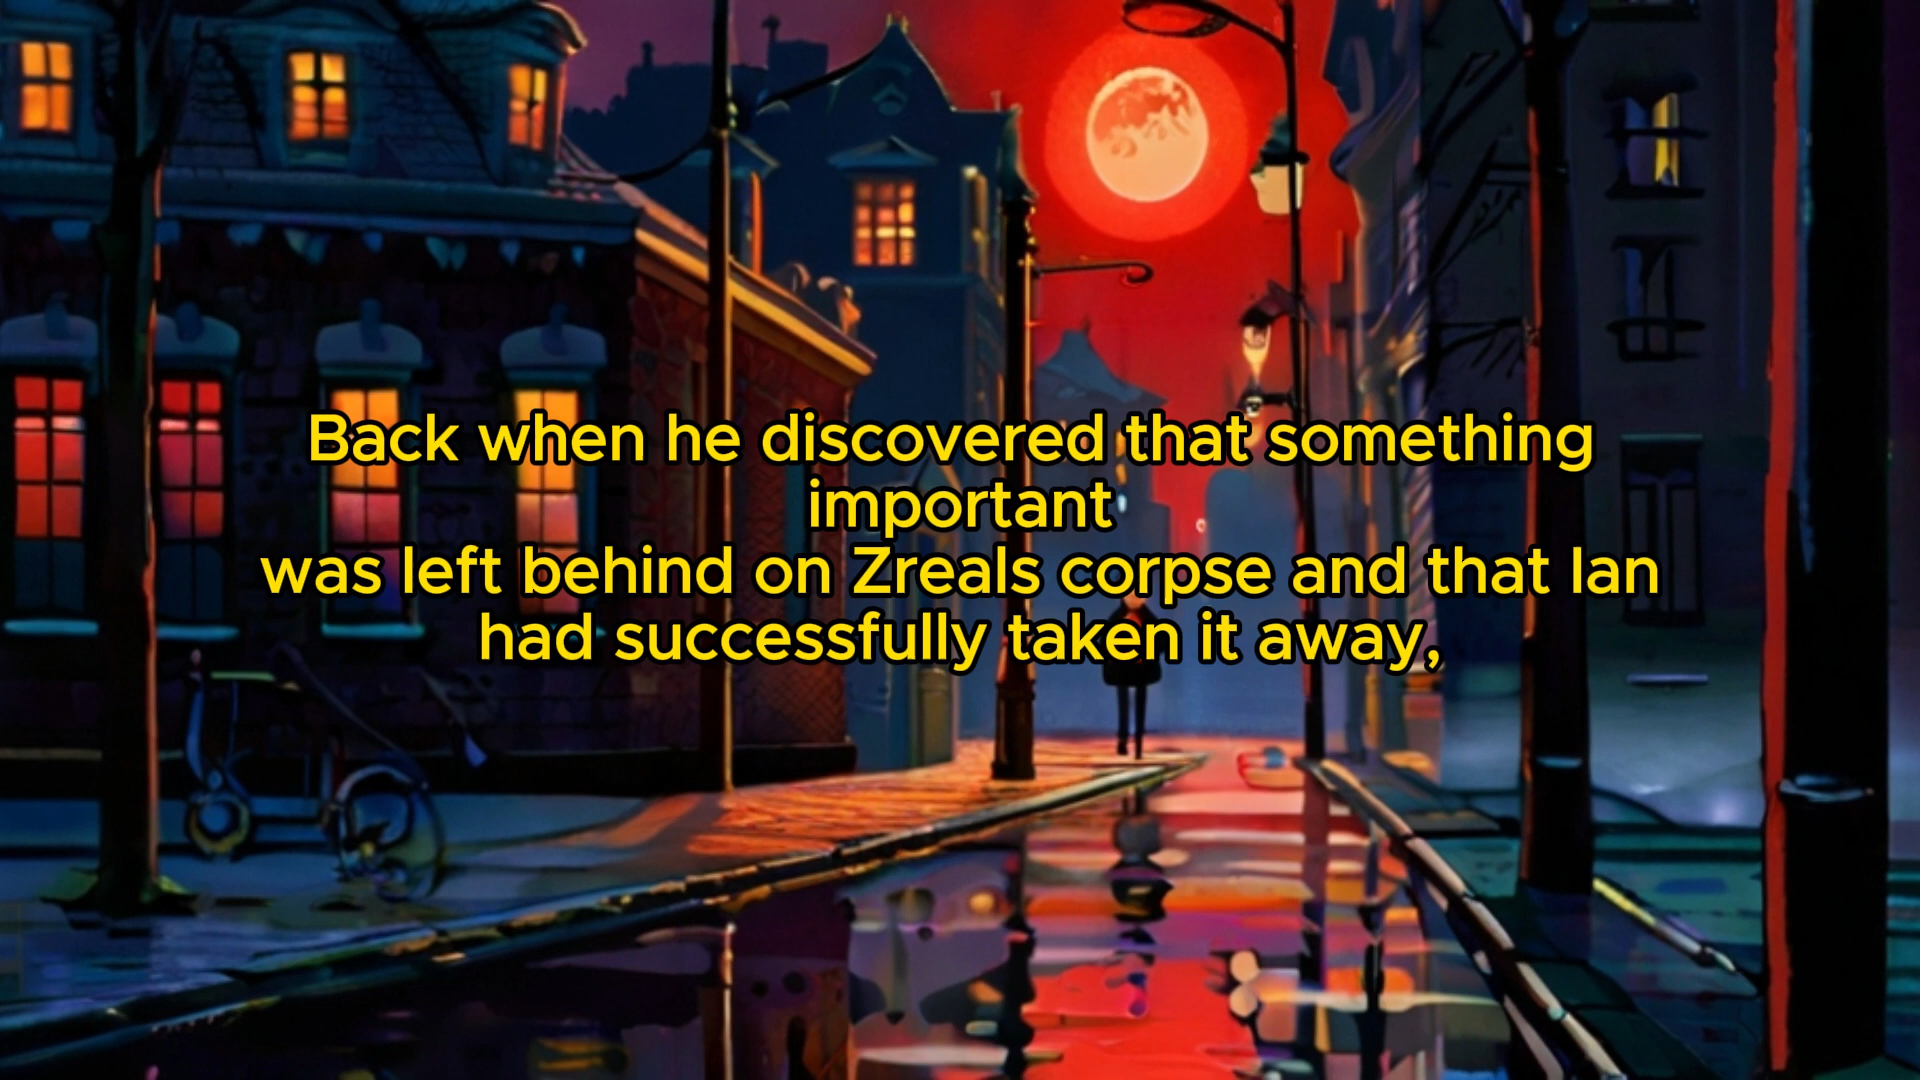 Back when he discovered that something
important
was left behind on Zreals corpse and that Ian
had successfully taken it away,